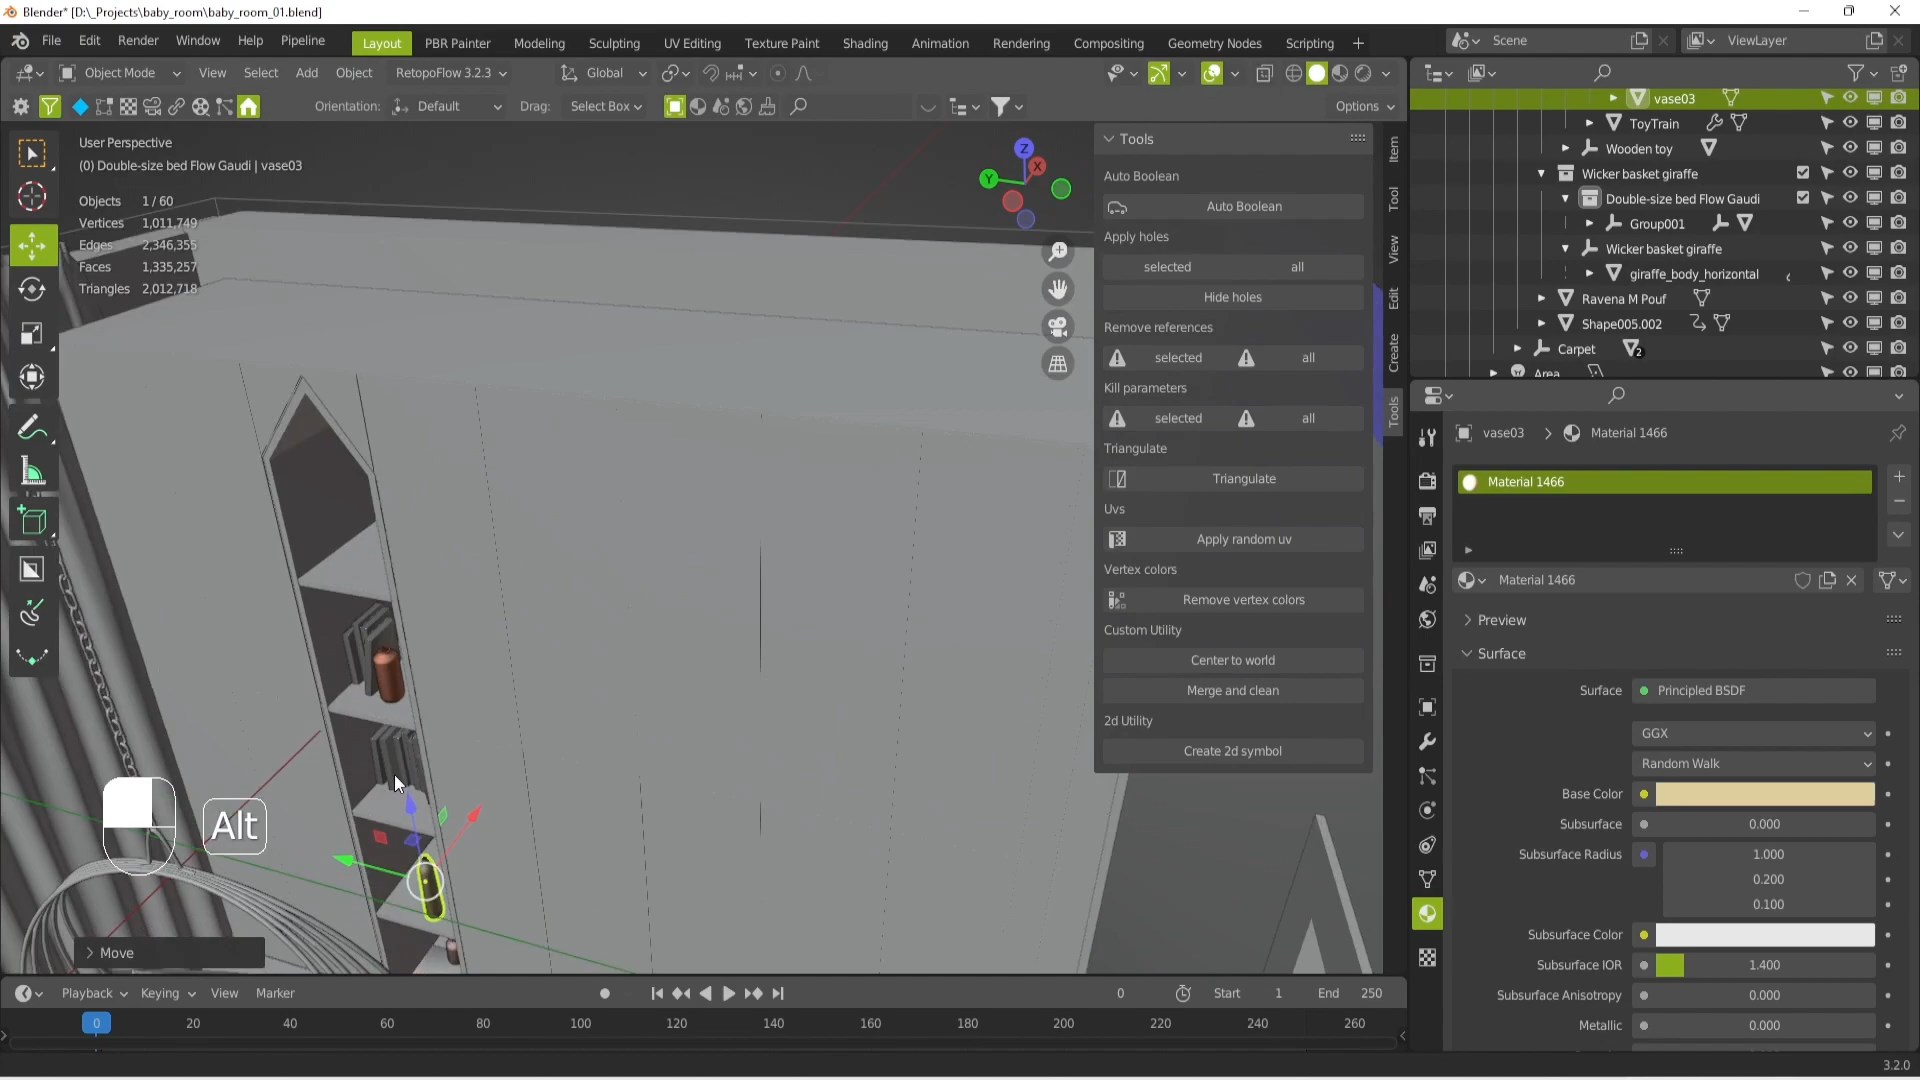 Blender* [D:\_Projects\baby_room\baby_room_01.blend]
File Edit Render Window Help Pipeline Layout PBR Painter Modeling Sculpting UV Editing Texture Paint Shading Animation Rendering Compositing Geometry Nodes Scripting Scene ViewLayer
Object Mode View Select Add Object RetopoFlow 3.2.3 Global
Orientation: Default Drag: Select Box Options
User Perspective
(0) Double-size bed Flow Gaudi | vase03
Objects 1 / 60
Vertices 1,011,749
Edges 2,346,355
Faces 1,335,257
Triangles 2,012,718
X
Y
Z
Alt
Move
Tools
Auto Boolean
Auto Boolean
Apply holes
selected all
Hide holes
Remove references
selected all
Kill parameters
selected all
Triangulate
Triangulate
Uvs
Apply random uv
Vertex colors
Remove vertex colors
Custom Utility
Center to world
Merge and clean
2d Utility
Create 2d symbol
Item
Tool
View
Edit
Create
Tools
vase03
ToyTrain
Wooden toy
Wicker basket giraffe
Double-size bed Flow Gaudi
Group001
Wicker basket giraffe
giraffe_body_horizontal
Ravena M Pouf
Shape005.002
Carpet 2
Area
vase03 Material 1466
Material 1466
Material 1466
Preview
Surface
Surface Principled BSDF
GGX
Random Walk
Base Color
Subsurface 0.000
Subsurface Radius 1.000
0.200
0.100
Subsurface Color
Subsurface IOR 1.400
Subsurface Anisotropy 0.000
Metallic 0.000
Playback Keying View Marker 0 Start 1 End 250
0 20 40 60 80 100 120 140 160 180 200 220 240 260
3.2.0